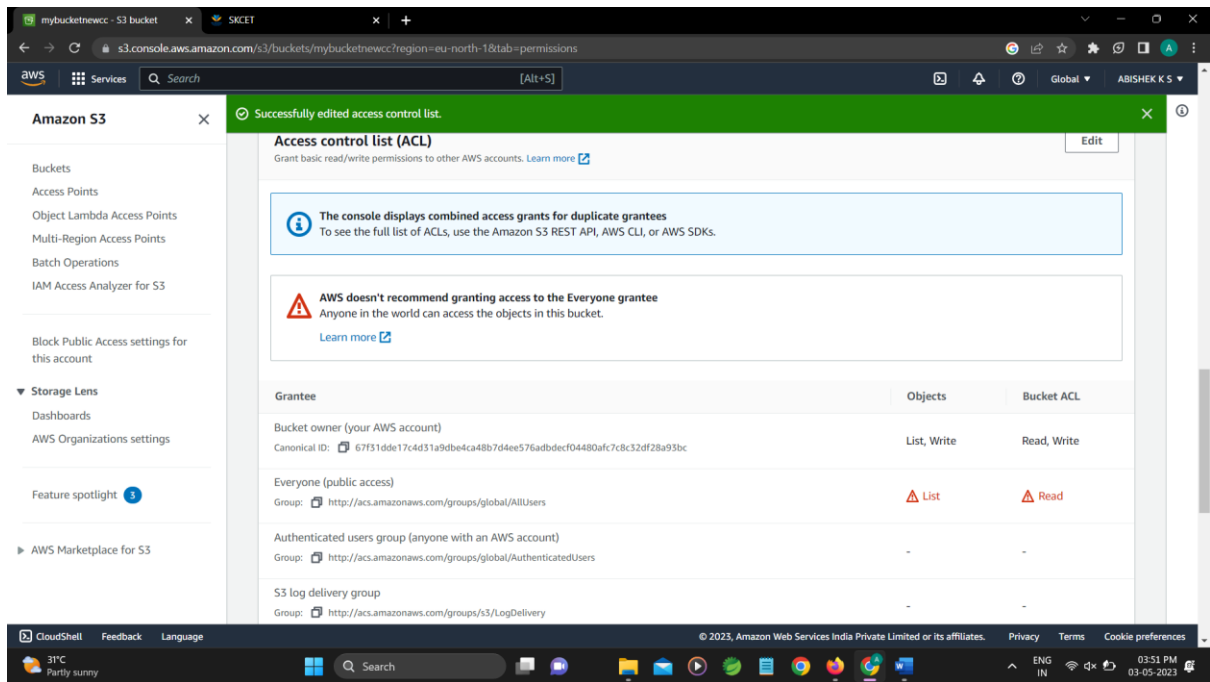 mybucketnewcc - S3 bucket
SKCET
s3.console.aws.amazon.com/s3/buckets/mybucketnewcc?region=eu-north-1&tab=permissions
A
aws
Services
Search
[Alt+S]
Global
ABISHEK K S
Amazon S3
Successfully edited access control list.
Buckets
Access Points
Object Lambda Access Points
Multi-Region Access Points
Batch Operations
IAM Access Analyzer for S3
Block Public Access settings for
this account
Storage Lens
Dashboards
AWS Organizations settings
Feature spotlight 3
AWS Marketplace for S3
Access control list (ACL)
Edit
Grant basic read/write permissions to other AWS accounts. Learn more
The console displays combined access grants for duplicate grantees
To see the full list of ACLs, use the Amazon S3 REST API, AWS CLI, or AWS SDKs.
AWS doesn't recommend granting access to the Everyone grantee
Anyone in the world can access the objects in this bucket.
Learn more
Grantee Objects Bucket ACL
Bucket owner (your AWS account)
Canonical ID: 67f31dde17c4d31a9dbe4ca48b7d4ee576adbdecf04480afc7c8c32df28a93bc
List, Write Read, Write
Everyone (public access)
Group: http://acs.amazonaws.com/groups/global/AllUsers
List Read
Authenticated users group (anyone with an AWS account)
Group: http://acs.amazonaws.com/groups/global/AuthenticatedUsers
- -
S3 log delivery group
Group: http://acs.amazonaws.com/groups/s3/LogDelivery
- -
CloudShell Feedback Language
© 2023, Amazon Web Services India Private Limited or its affiliates. Privacy Terms Cookie preferences
31°C
Partly sunny
Search
ENG
IN
03:51 PM
03-05-2023